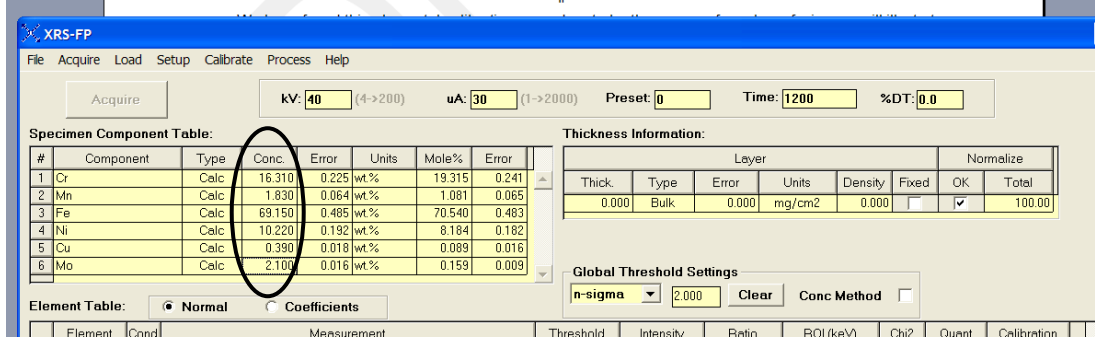 XRS-FP
File Acquire Load Setup Calibrate Process Help
Acquire kV: 40 (4->200) uA: 30 (1->2000) Preset: 0 Time: 1200 %DT: 0.0
Specimen Component Table: Thickness Information:
# Component Type Conc. Error Units Mole% Error
1 Cr Calc 16.310 0.225 wt.% 19.315 0.241
2 Mn Calc 1.830 0.064 wt.% 1.081 0.065
3 Fe Calc 69.150 0.485 wt.% 70.540 0.483
4 Ni Calc 10.220 0.192 wt.% 8.184 0.182
5 Cu Calc 0.390 0.018 wt.% 0.089 0.016
6 Mo Calc 2.100 0.016 wt.% 0.159 0.009
Layer Normalize
Thick. Type Error Units Density Fixed OK Total
0.000 Bulk 0.000 mg/cm2 0.000 100.00
Global Threshold Settings
n-sigma 2.000 Clear Conc Method
Element Table: Normal Coefficients
Element Cond Measurement Threshold Intensity Ratio ROI (keV) Chi2 Quant Calibration